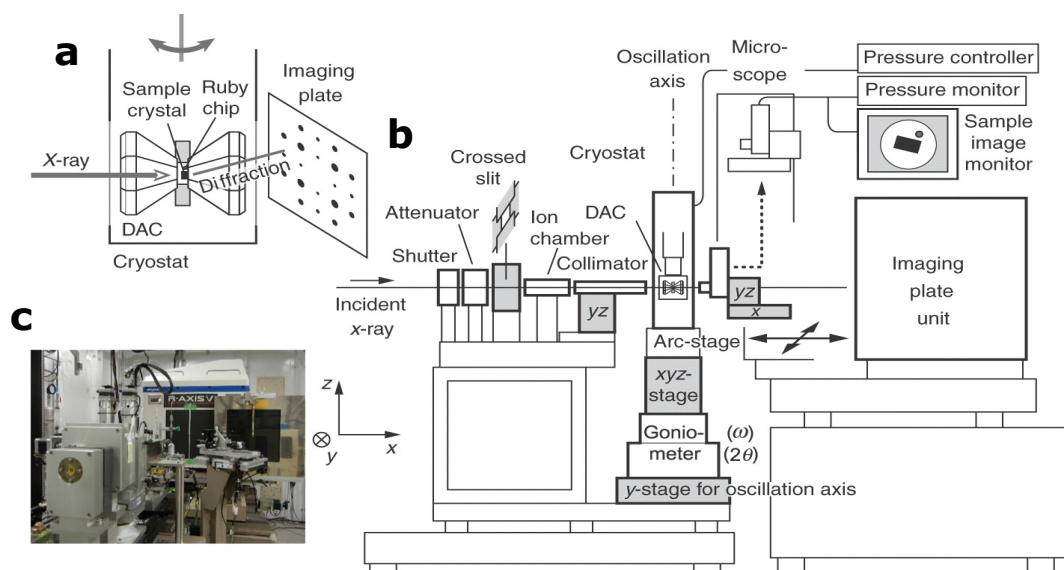 a
Sample
crystal
Ruby
chip
Imaging
plate
X-ray
Diffraction
DAC
Cryostat
b
Oscillation
axis
Micro-
scope
Pressure controller
Pressure monitor
Sample
image
monitor
Crossed
slit
Cryostat
Attenuator
Ion
chamber
DAC
Shutter
Collimator
Incident
x-ray
yz
yz
x
Imaging
plate
unit
Arc-stage
xyz-
stage
Gonio-
meter
(ω)
(2θ)
y-stage for oscillation axis
c
R-AXIS V
z
x
y